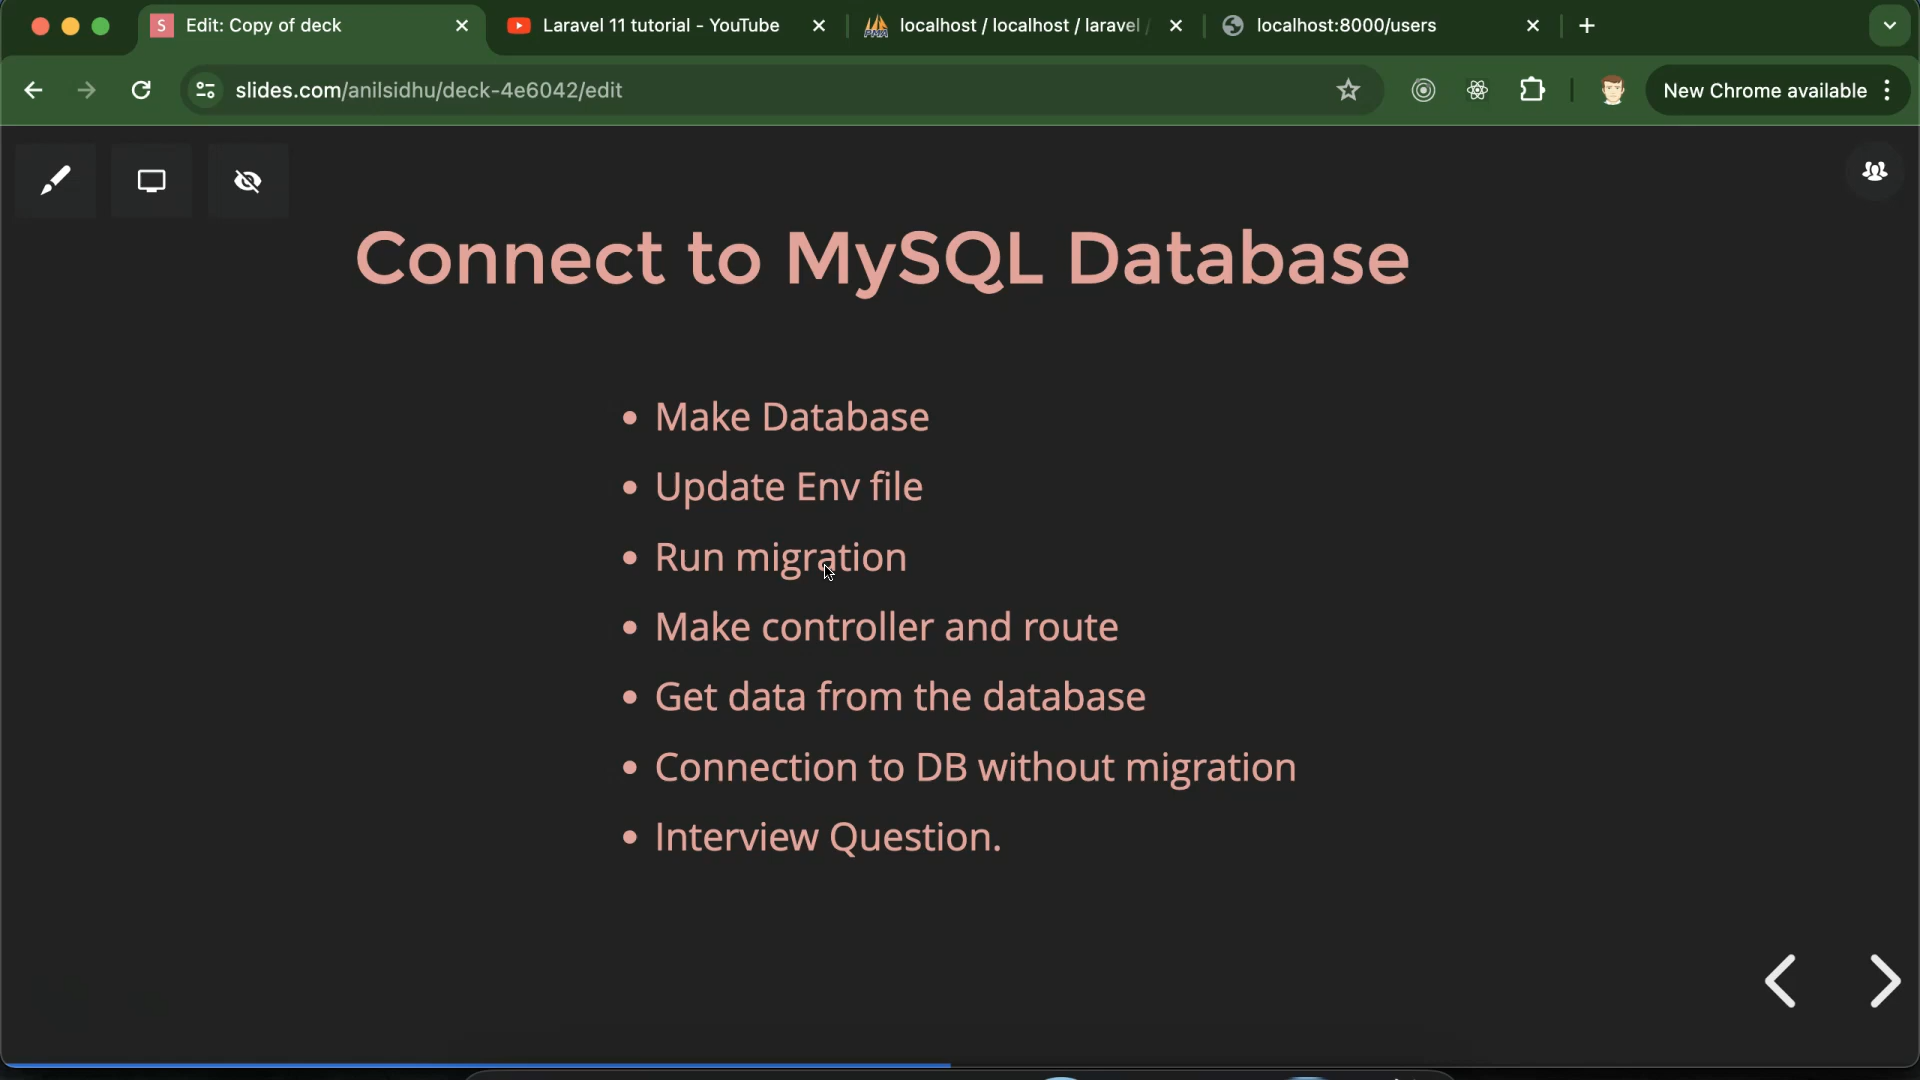 Edit: Copy of deck
Laravel 11 tutorial - YouTube
localhost / localhost / laravel /
localhost:8000/users
slides.com/anilsidhu/deck-4e6042/edit
New Chrome available
Connect to MySQL Database
• Make Database
• Update Env file
• Run migration
• Make controller and route
• Get data from the database
• Connection to DB without migration
• Interview Question.